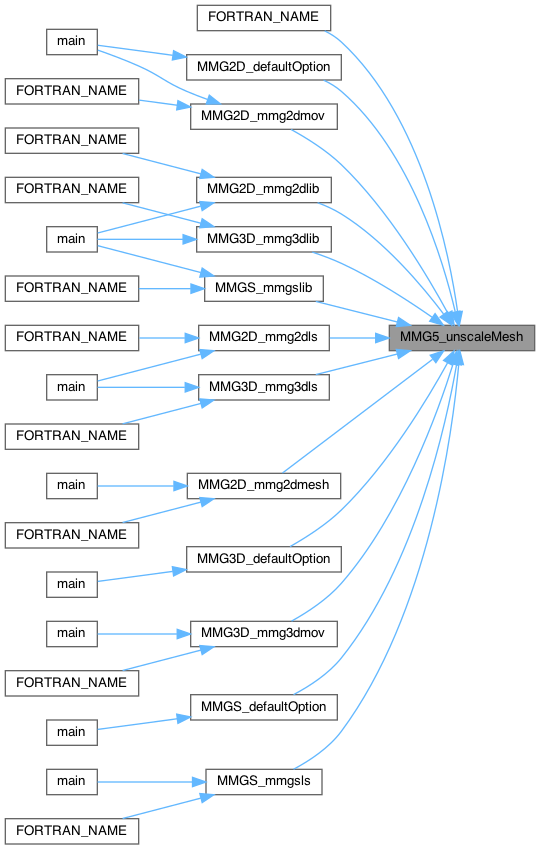 FORTRAN_NAME
main
MMG2D_defaultOption
FORTRAN_NAME
MMG2D_mmg2dmov
FORTRAN_NAME
MMG2D_mmg2dlib
FORTRAN_NAME
main
MMG3D_mmg3dlib
FORTRAN_NAME
MMGS_mmgslib
FORTRAN_NAME
MMG2D_mmg2dls
MMG5_unscaleMesh
main
MMG3D_mmg3dls
FORTRAN_NAME
main
MMG2D_mmg2dmesh
FORTRAN_NAME
MMG3D_defaultOption
main
main
MMG3D_mmg3dmov
FORTRAN_NAME
MMGS_defaultOption
main
main
MMGS_mmgsls
FORTRAN_NAME